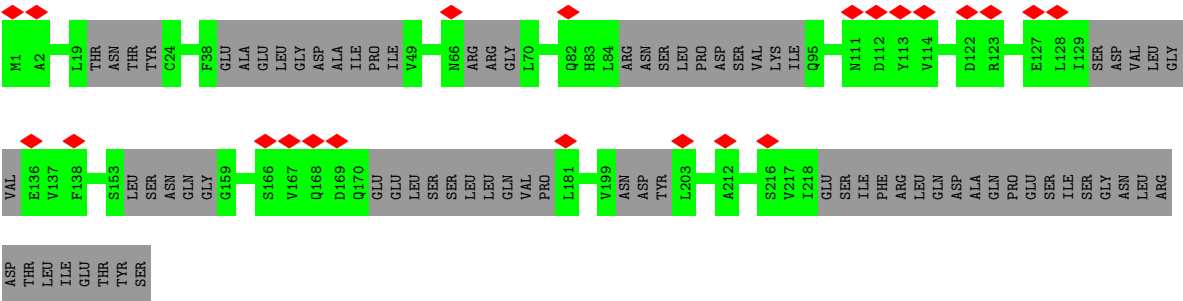 M1 A2 L19 THR ASN THR TYR C24 F38 GLU ALA GLU LEU GLY ASP ALA ILE PRO ILE V49 N66 ARG ARG GLY L70 Q82 H83 L84 ARG ASN SER LEU PRO ASP SER VAL LYS ILE Q95 N111 D112 Y113 V114 D122 R123 E127 L128 I129 SER ASP VAL LEU GLY
VAL E136 V137 F138 S153 LEU SER ASN GLN GLY G159 S166 V167 Q168 D169 Q170 GLU GLU LEU SER SER LEU LEU GLN VAL PRO L181 V199 ASN ASP TYR L203 A212 S216 V217 I218 GLU SER ILE PHE ARG LEU GLN ASP ALA GLN PRO GLU SER ILE SER GLY ASN LEU ARG
ASP THR LEU ILE GLU THR TYR SER